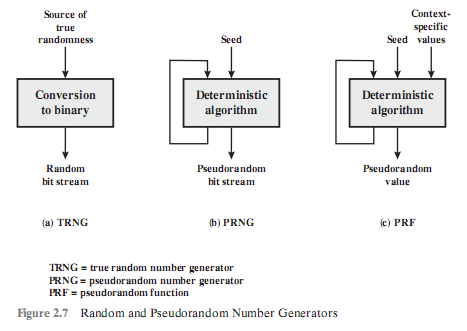 Source of
true
randomness
Conversion
to binary
Random
bit stream
(a) TRNG
Seed
Deterministic
algorithm
Pseudorandom
bit stream
(b) PRNG
Context-
specific
Seed values
Deterministic
algorithm
Pseudorandom
value
(c) PRF
TRNG = true random number generator
PRNG = pseudorandom number generator
PRF = pseudorandom function
Figure 2.7 Random and Pseudorandom Number Generators